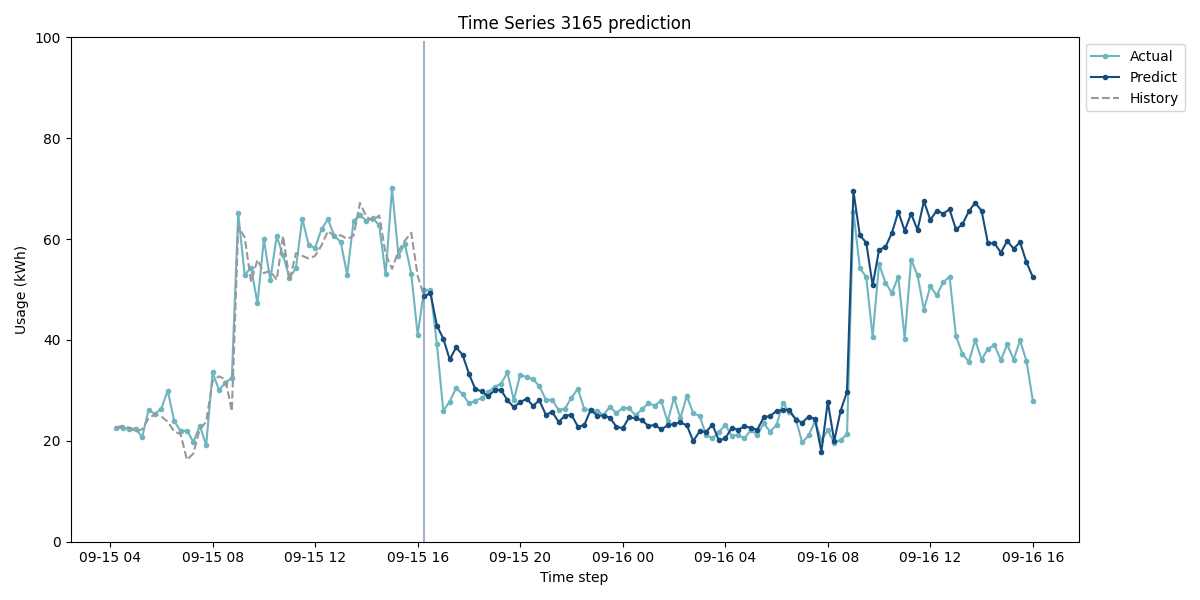 Time Series 3165 prediction
100
80
60
40
20
0
Usage (kWh)
09-15 04
09-15 08
09-15 12
09-15 16
09-15 20
09-16 00
09-16 04
09-16 08
09-16 12
09-16 16
Time step
Actual
Predict
History